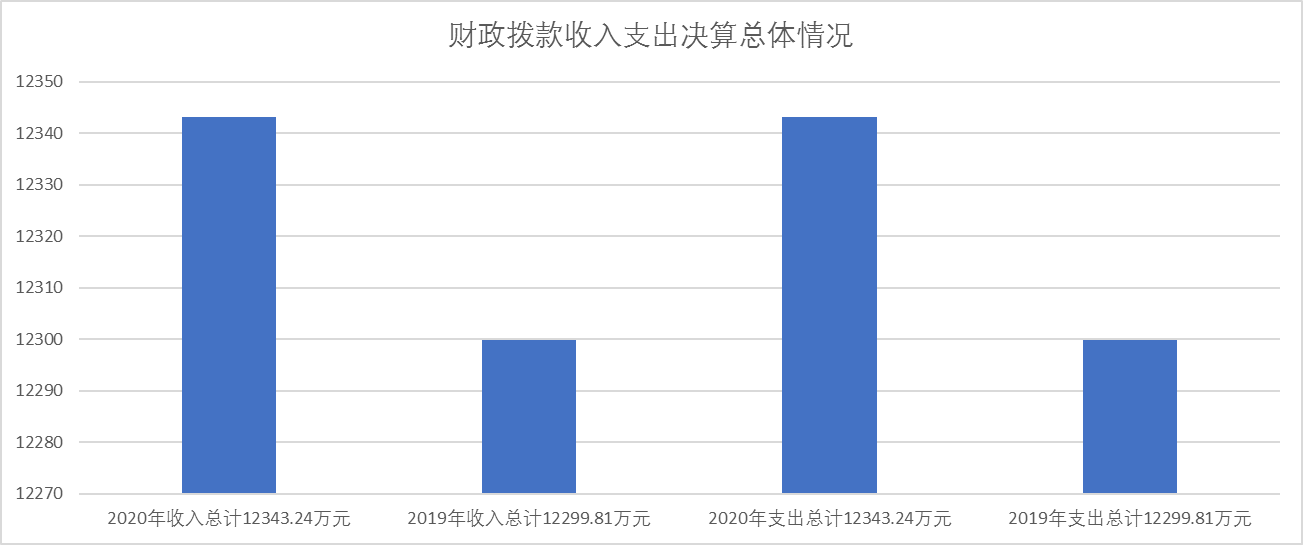 财政拨款收入支出决算总体情况
12350
12340
12330
12320
12310
12300
12290
12280
12270
2020年收入总计12343.24万元
2019年收入总计12299.81万元
2020年支出总计12343.24万元
2019年支出总计12299.81万元